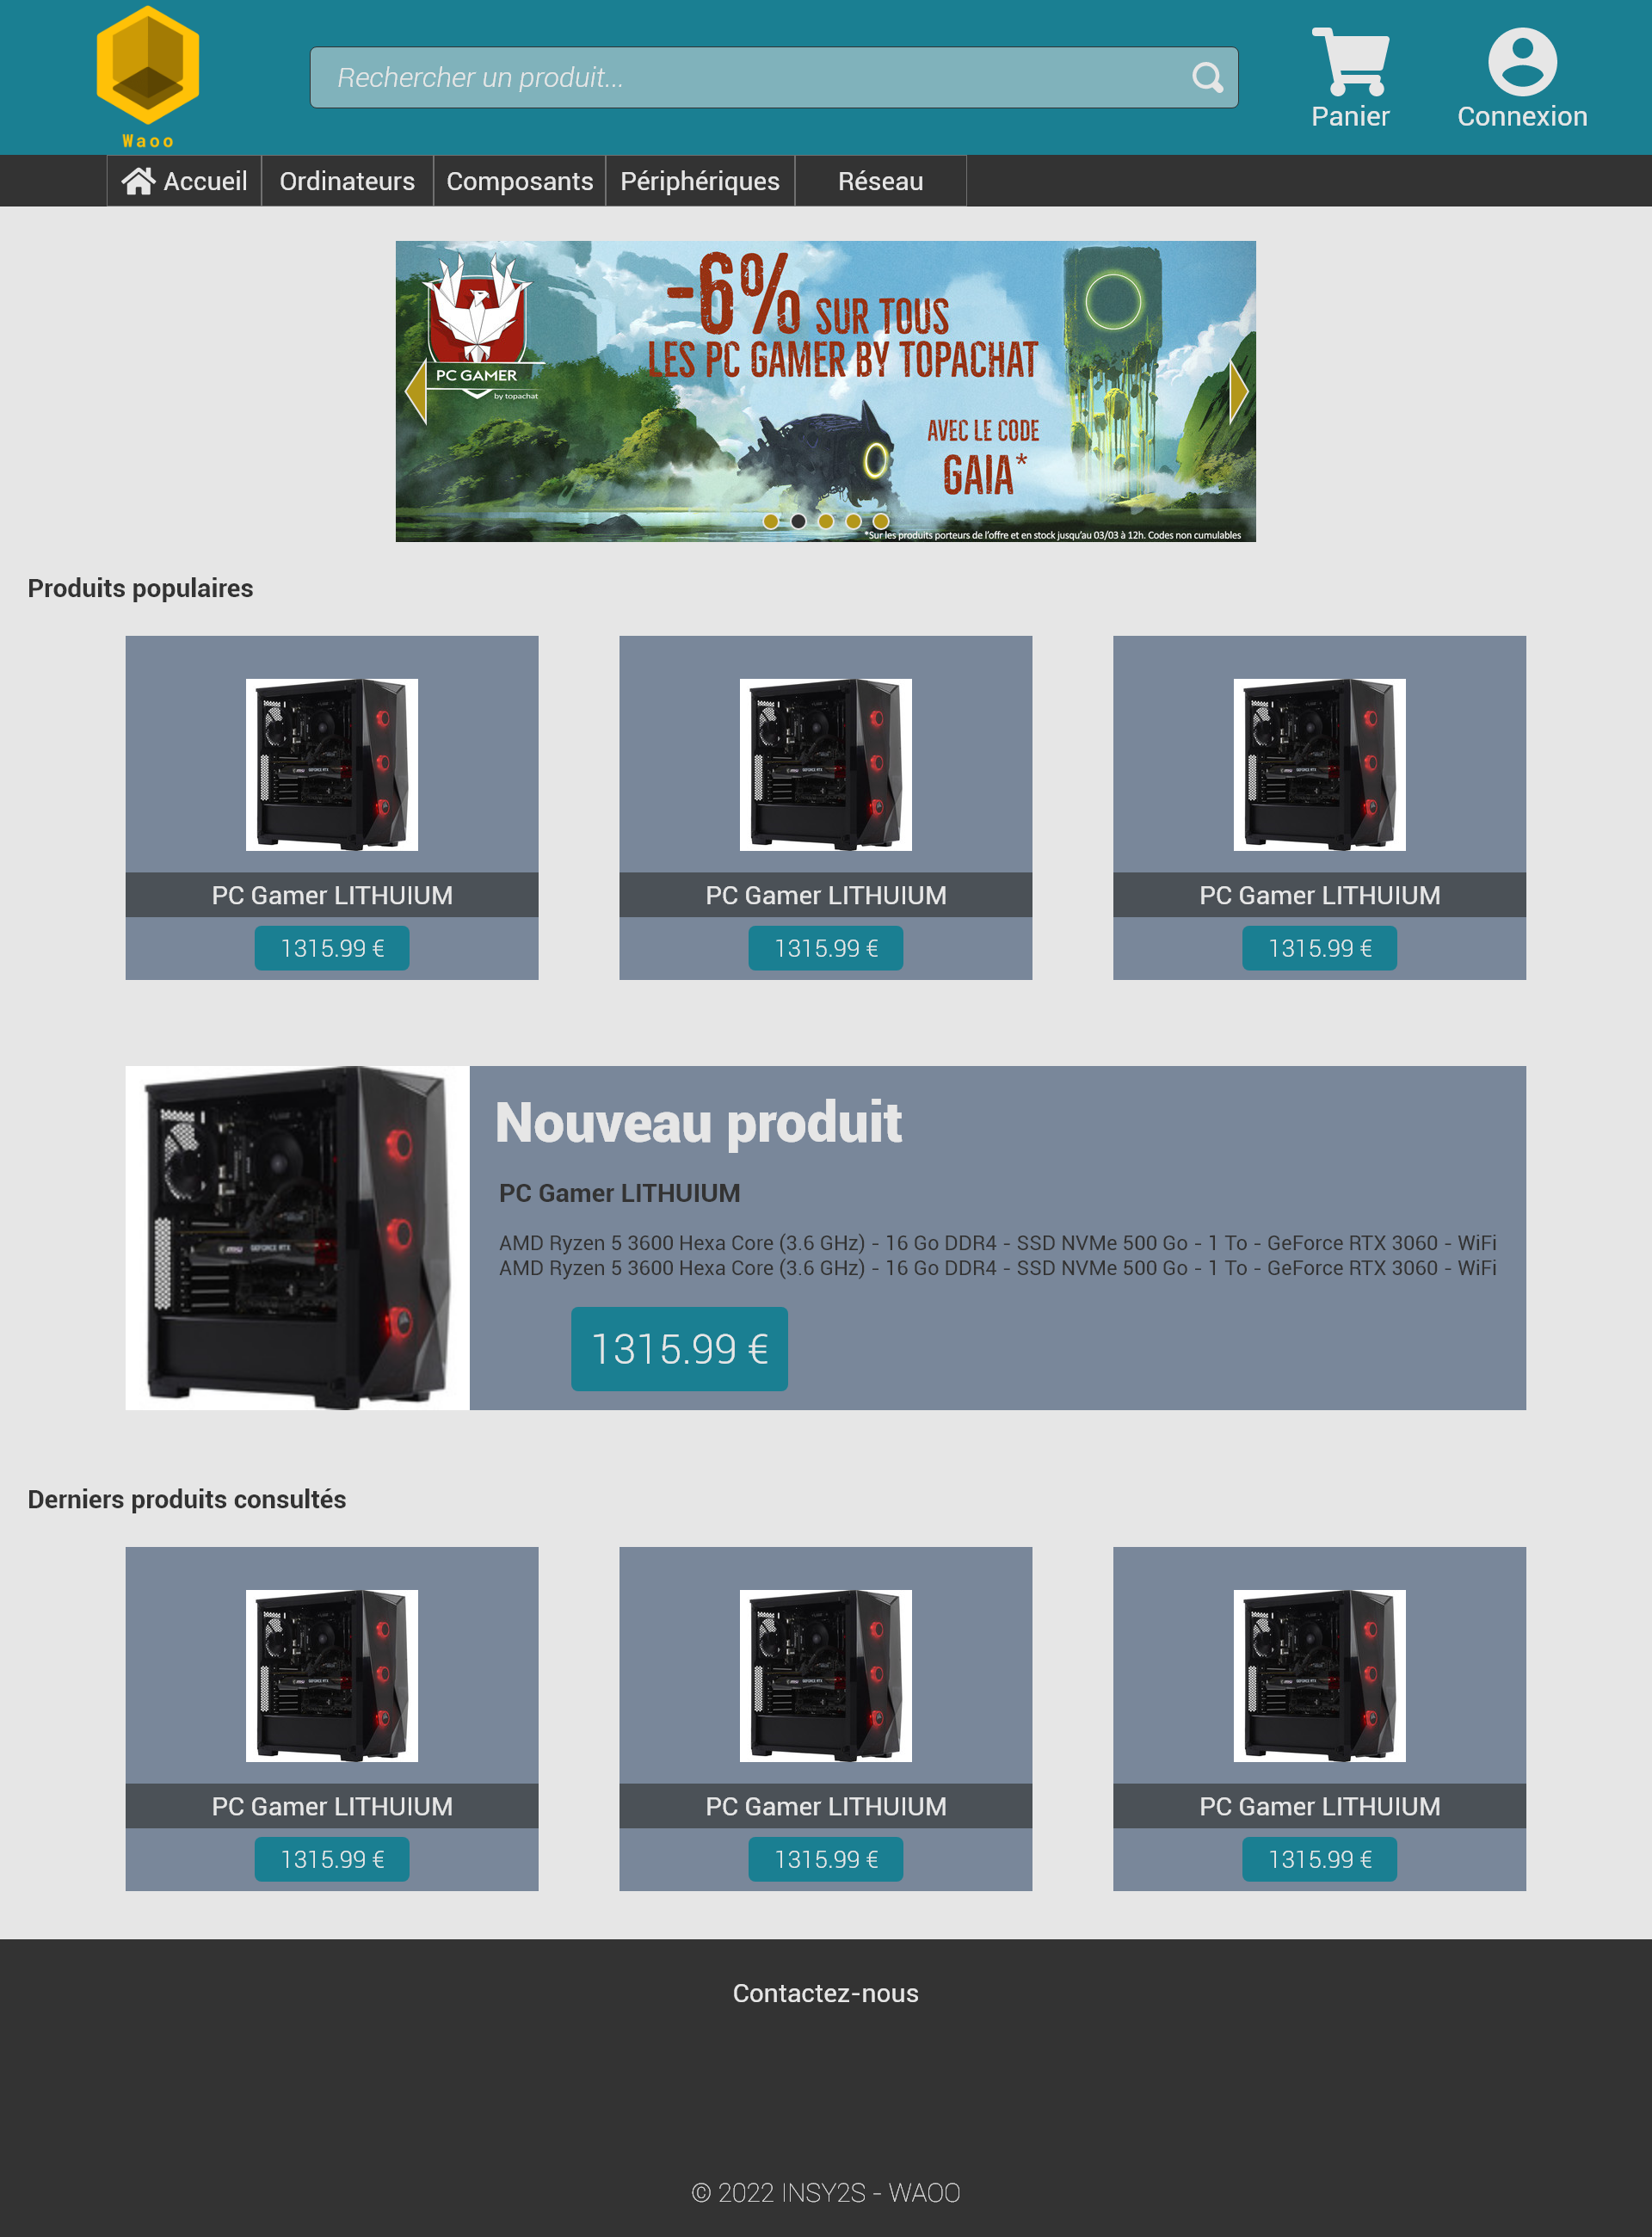 Waoo
Rechercher un produit...
Panier
Connexion
Accueil
Ordinateurs
Composants
Périphériques
Réseau
-6% SUR TOUS
LES PC GAMER BY TOPACHAT
PC GAMER
by topachat
AVEC LE CODE
GAIA*
*Sur les produits porteurs de l'offre et en stock jusqu'au 03/03 à 12h. Codes non cumulables
Produits populaires
PC Gamer LITHUIUM
1315.99 €
PC Gamer LITHUIUM
1315.99 €
PC Gamer LITHUIUM
1315.99 €
GEFORCE RTX
Nouveau produit
PC Gamer LITHUIUM
AMD Ryzen 5 3600 Hexa Core (3.6 GHz) - 16 Go DDR4 - SSD NVMe 500 Go - 1 To - GeForce RTX 3060 - WiFi
AMD Ryzen 5 3600 Hexa Core (3.6 GHz) - 16 Go DDR4 - SSD NVMe 500 Go - 1 To - GeForce RTX 3060 - WiFi
1315.99 €
Derniers produits consultés
PC Gamer LITHUIUM
1315.99 €
PC Gamer LITHUIUM
1315.99 €
PC Gamer LITHUIUM
1315.99 €
Contactez-nous
© 2022 INSY2S - WAOO